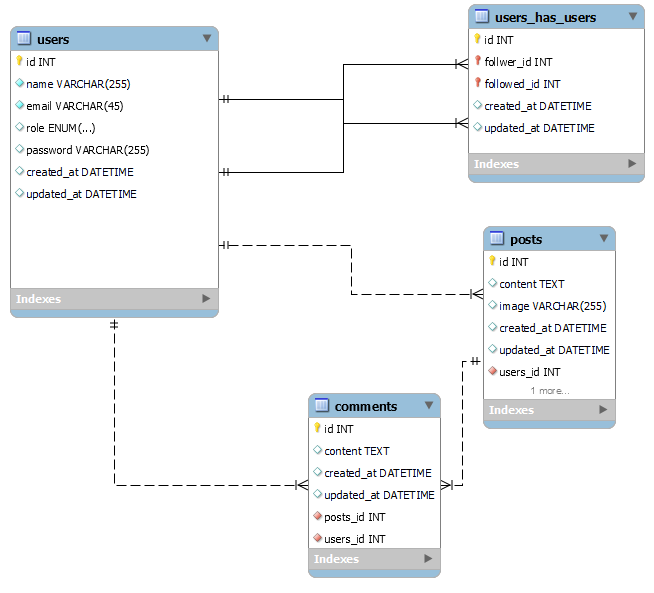 users
id INT
name VARCHAR(255)
email VARCHAR(45)
role ENUM(...)
password VARCHAR(255)
created_at DATETIME
updated_at DATETIME
Indexes
users_has_users
id INT
follwer_id INT
followed_id INT
created_at DATETIME
updated_at DATETIME
Indexes
posts
id INT
content TEXT
image VARCHAR(255)
created_at DATETIME
updated_at DATETIME
users_id INT
1 more...
Indexes
comments
id INT
content TEXT
created_at DATETIME
updated_at DATETIME
posts_id INT
users_id INT
Indexes